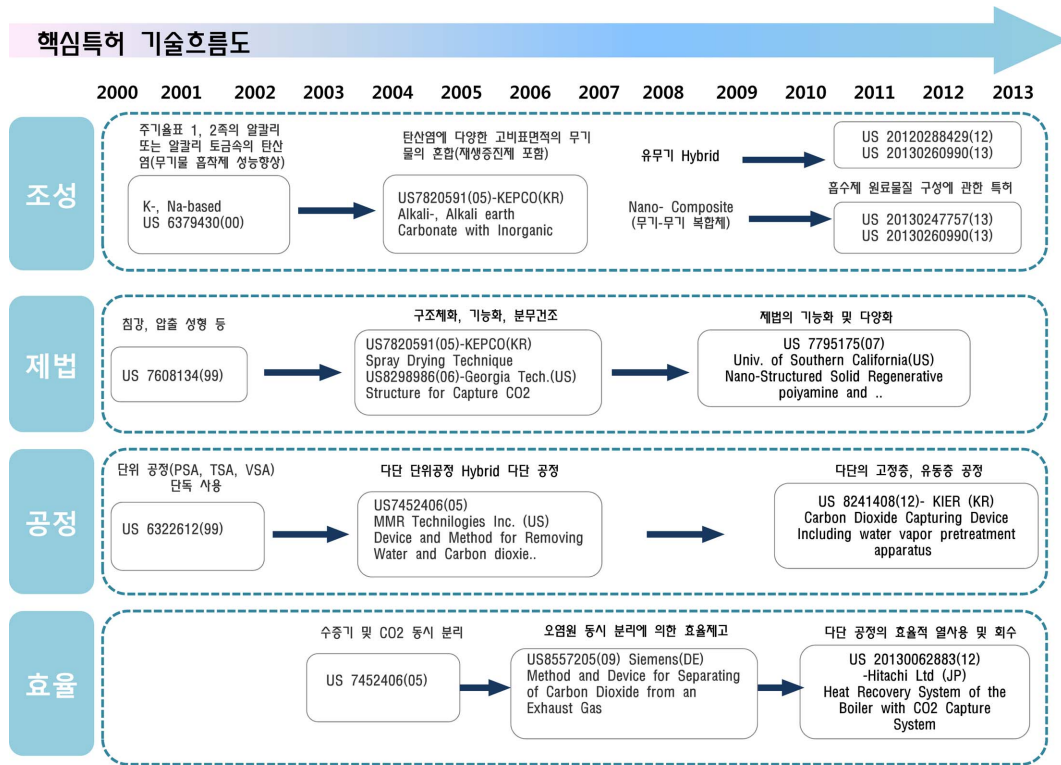 핵심특허 기술흐름도
2000 2001 2002 2003 2004 2005 2006 2007 2008 2009 2010 2011 2012 2013
조성
주기율표 1, 2족의 알칼리
또는 알칼리 토금속의 탄산
염(무기물 흡착제 성능향상)
K-, Na-based
US 6379430(00)
탄산염에 다양한 고비표면적의 무기
물의 혼합(재생증진제 포함)
US7820591(05)-KEPCO(KR)
Alkali-, Alkali earth
Carbonate with Inorganic
유무기 Hybrid
US 20120288429(12)
US 20130260990(13)
Nano- Composite
(무기-무기 복합체)
흡수제 원료물질 구성에 관한 특허
US 20130247757(13)
US 20130260990(13)
제법
침강, 압출 성형 등
US 7608134(99)
구조체화, 기능화, 분무건조
US7820591(05)-KEPCO(KR)
Spray Drying Technique
US8298986(06)-Georgia Tech.(US)
Structure for Capture CO2
제법의 기능화 및 다양화
US 7795175(07)
Univ. of Southern California(US)
Nano-Structured Solid Regenerative
poiyamine and ..
공정
단위 공정(PSA, TSA, VSA)
단독 사용
US 6322612(99)
다단 단위공정 Hybrid 다단 공정
US7452406(05)
MMR Technilogies Inc. (US)
Device and Method for Removing
Water and Carbon dioxie..
다단의 고정층, 유동층 공정
US 8241408(12)- KIER (KR)
Carbon Dioxide Capturing Device
Including water vapor pretreatment
apparatus
효율
수증기 및 CO2 동시 분리
US 7452406(05)
오염원 동시 분리에 의한 효율제고
US8557205(09) Siemens(DE)
Method and Device for Separating
of Carbon Dioxide from an
Exhaust Gas
다단 공정의 효율적 열사용 및 회수
US 20130062883(12)
-Hitachi Ltd (JP)
Heat Recovery System of the
Boiler with CO2 Capture
System